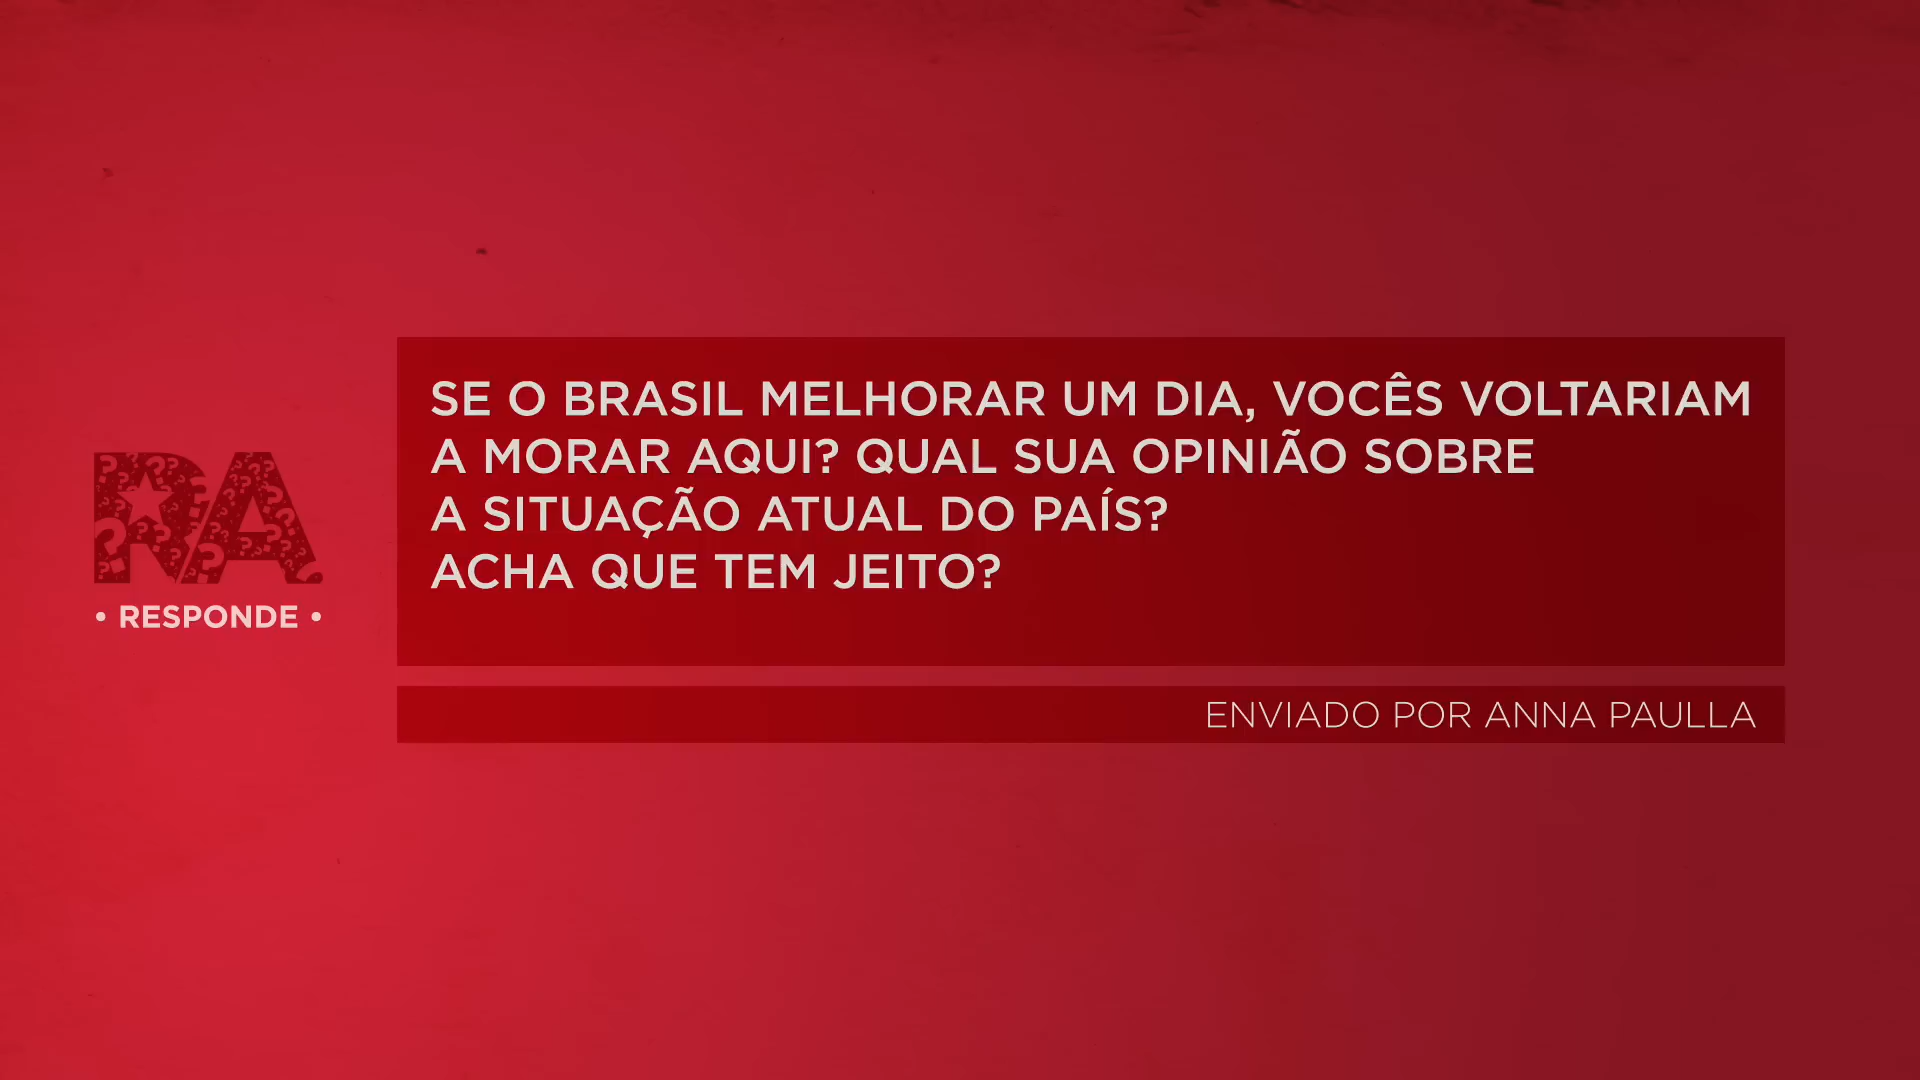 SE O BRASIL MELHORAR UM DIA, VOCÊS VOLTARIAM
A MORAR AQUI? QUAL SUA OPINIÃO SOBRE
A SITUAÇÃO ATUAL DO PAÍS?
ACHA QUE TEM JEITO?
RA
• RESPONDE •
ENVIADO POR ANNA PAULLA